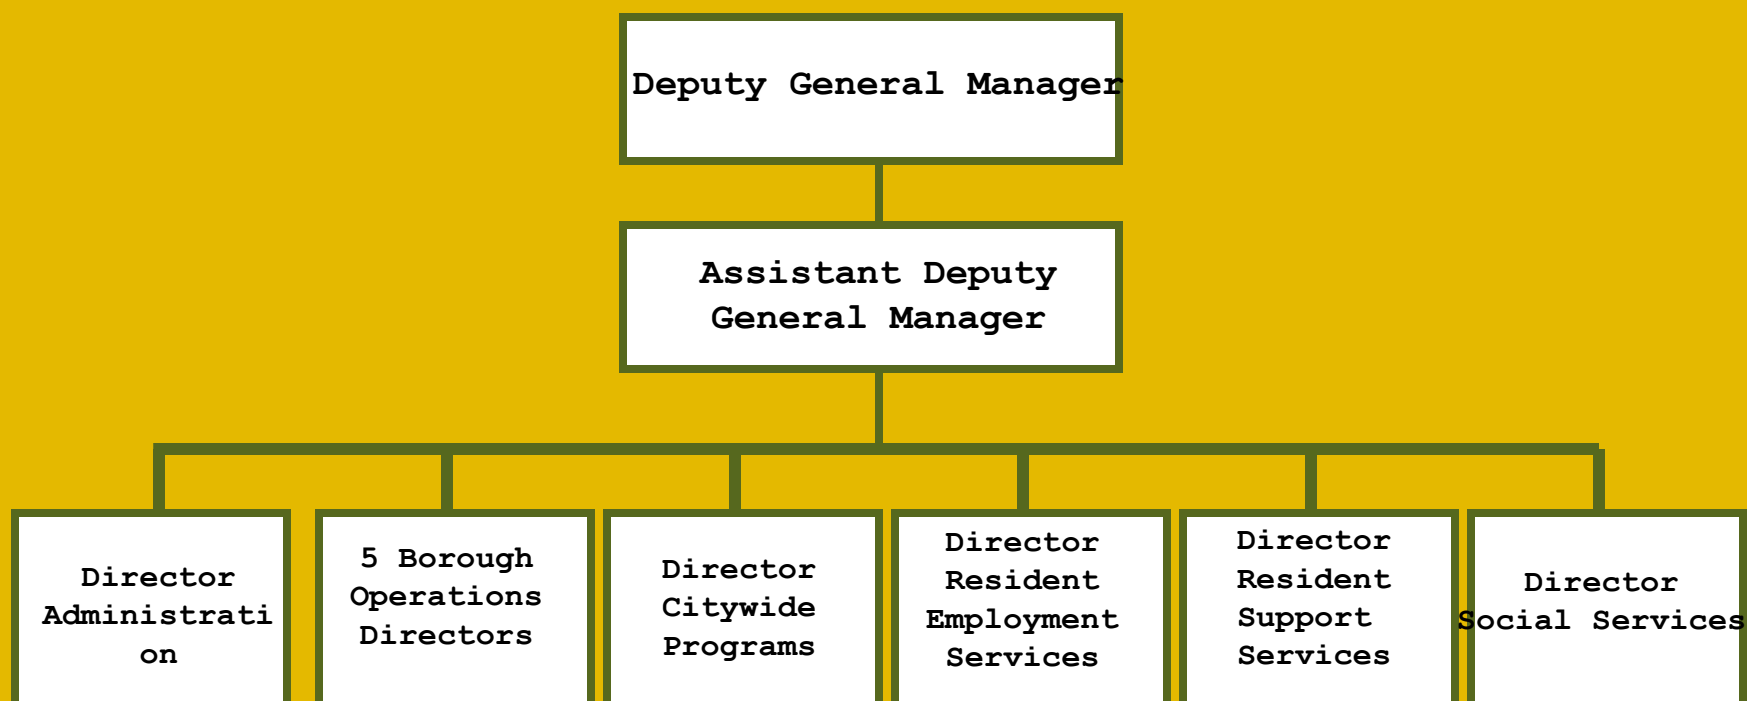 Deputy General Manager
Assistant Deputy
General Manager
Director
Administrati
on
5 Borough
Operations
Directors
Director
Citywide
Programs
Director
Resident
Employment
Services
Director
Resident
Support
Services
Director
Social Services